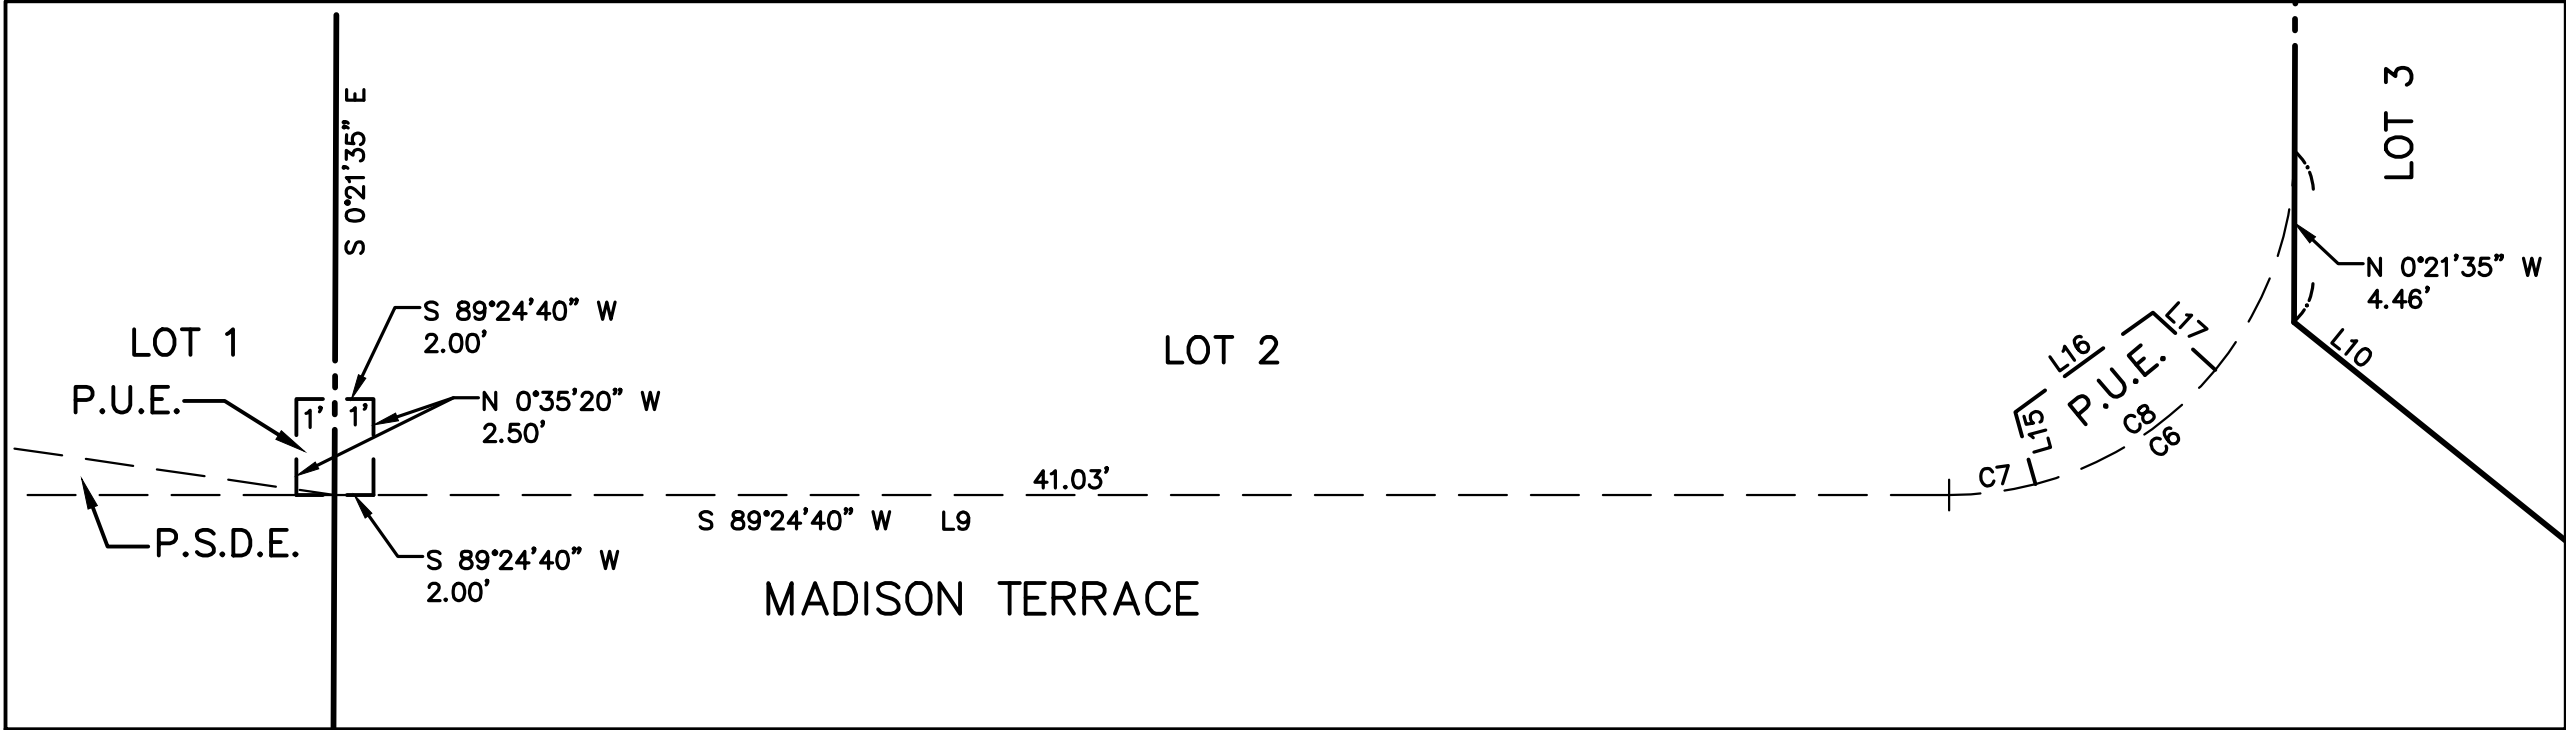 S 0°21'35" E
LOT 3
N 0°21'35" W
4.46'
S 89°24'40" W
2.00'
LOT 1
LOT 2
L16
L17
L10
P.U.E.
1'
1'
N 0°35'20" W
2.50'
P.U.E.
L15
C8
C6
C7
41.03'
S 89°24'40" W
L9
P.S.D.E.
S 89°24'40" W
2.00'
MADISON TERRACE